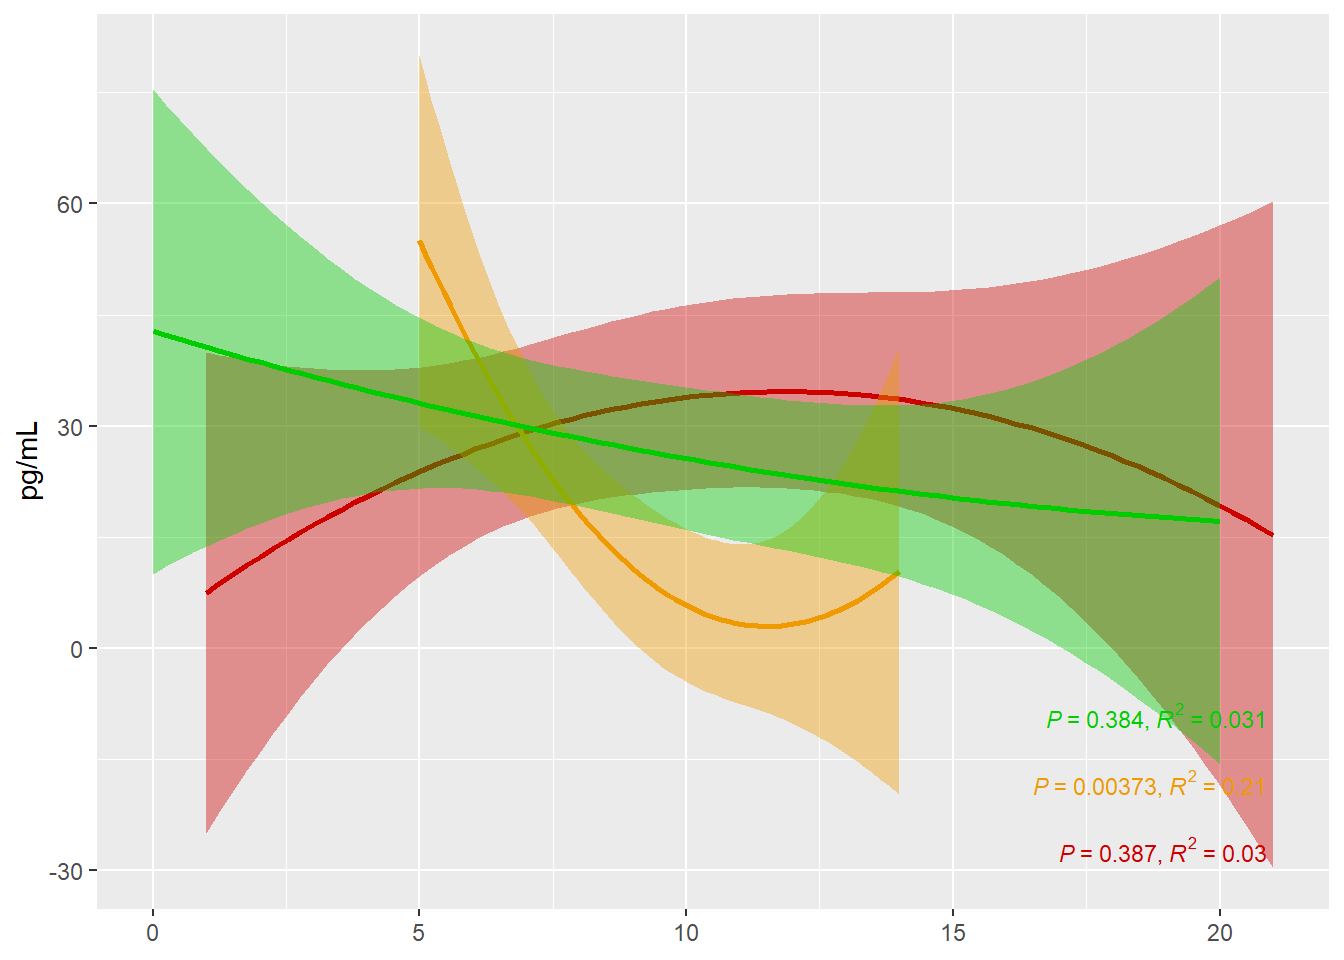 pg/mL
60
30
0
-30
P = 0.384, R² = 0.031
P = 0.00373, R² = 0.21
P = 0.387, R² = 0.03
0 5 10 15 20